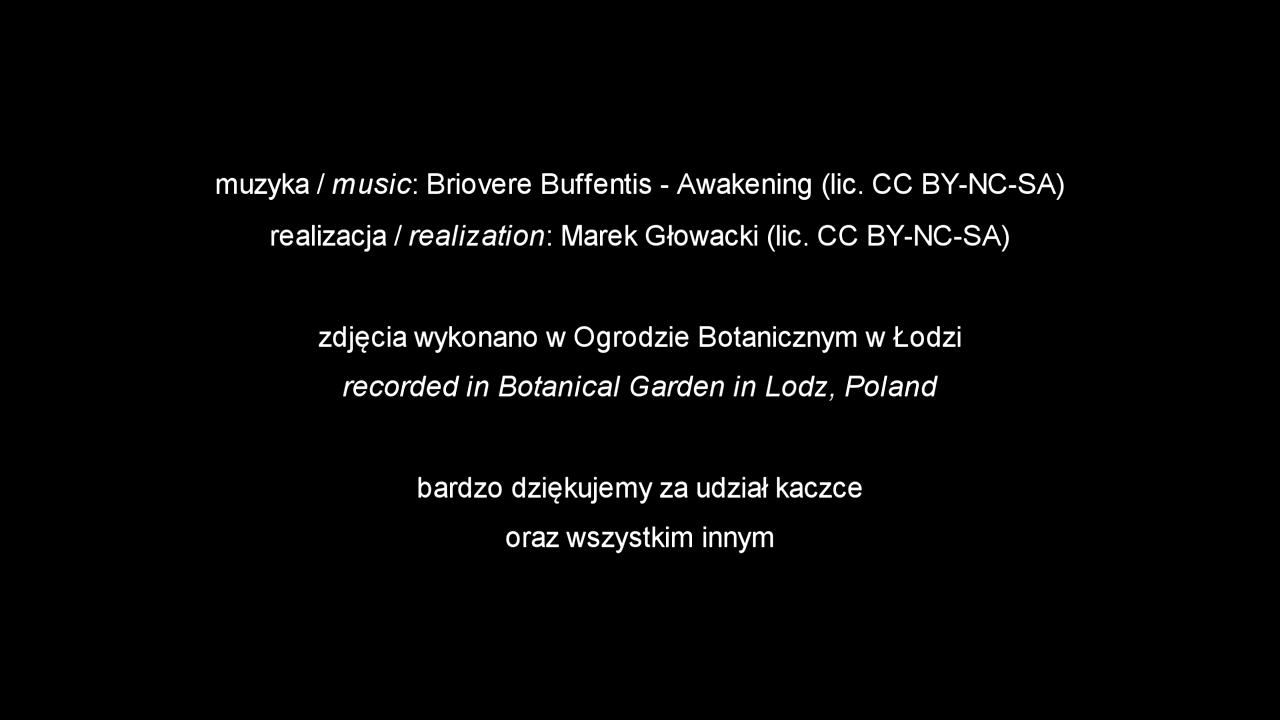 muzyka / music: Briovere Buffentis - Awakening (lic. CC BY-NC-SA)
realizacja / realization: Marek Głowacki (lic. CC BY-NC-SA)
zdjęcia wykonano w Ogrodzie Botanicznym w Łodzi
recorded in Botanical Garden in Lodz, Poland
bardzo dziękujemy za udział kaczce
oraz wszystkim innym